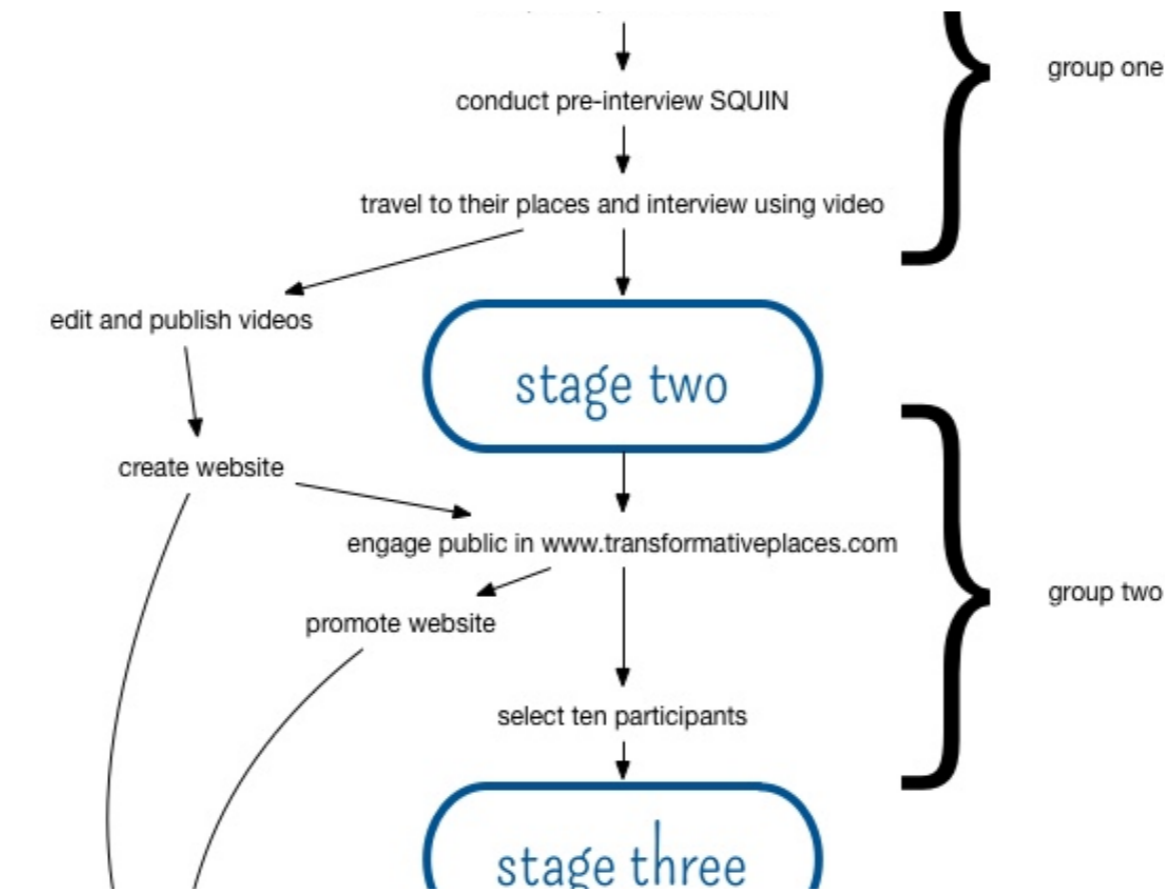 group one
conduct pre-interview SQUIN
travel to their places and interview using video
edit and publish videos
stage two
create website
engage public in www.transformativeplaces.com
group two
promote website
select ten participants
stage three